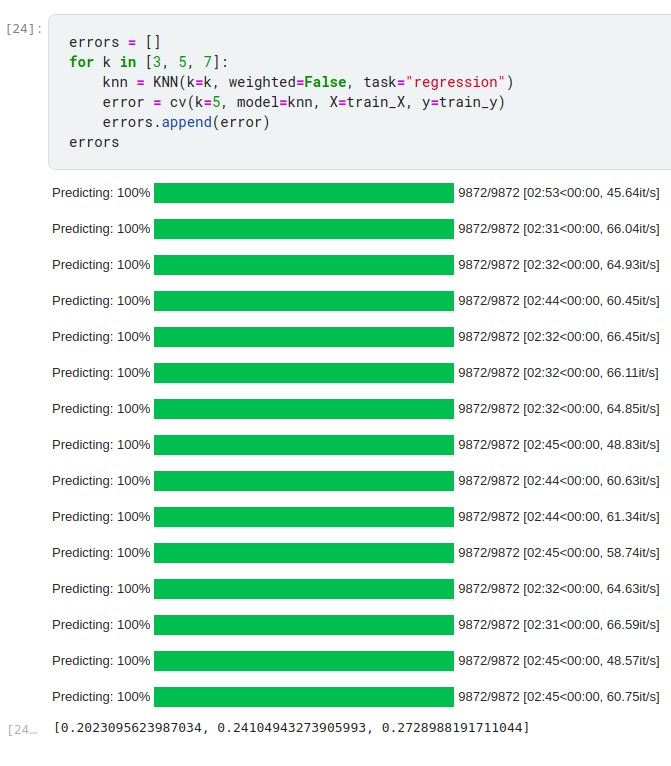 [24]:
errors = []
for k in [3, 5, 7]:
    knn = KNN(k=k, weighted=False, task="regression")
    error = cv(k=5, model=knn, X=train_X, y=train_y)
    errors.append(error)
errors
Predicting: 100% 9872/9872 [02:53<00:00, 45.64it/s]
Predicting: 100% 9872/9872 [02:31<00:00, 66.04it/s]
Predicting: 100% 9872/9872 [02:32<00:00, 64.93it/s]
Predicting: 100% 9872/9872 [02:44<00:00, 60.45it/s]
Predicting: 100% 9872/9872 [02:32<00:00, 66.45it/s]
Predicting: 100% 9872/9872 [02:32<00:00, 66.11it/s]
Predicting: 100% 9872/9872 [02:32<00:00, 64.85it/s]
Predicting: 100% 9872/9872 [02:45<00:00, 48.83it/s]
Predicting: 100% 9872/9872 [02:44<00:00, 60.63it/s]
Predicting: 100% 9872/9872 [02:44<00:00, 61.34it/s]
Predicting: 100% 9872/9872 [02:45<00:00, 58.74it/s]
Predicting: 100% 9872/9872 [02:32<00:00, 64.63it/s]
Predicting: 100% 9872/9872 [02:31<00:00, 66.59it/s]
Predicting: 100% 9872/9872 [02:45<00:00, 48.57it/s]
Predicting: 100% 9872/9872 [02:45<00:00, 60.75it/s]
[24… [0.2023095623987034, 0.24104943273905993, 0.2728988191711044]